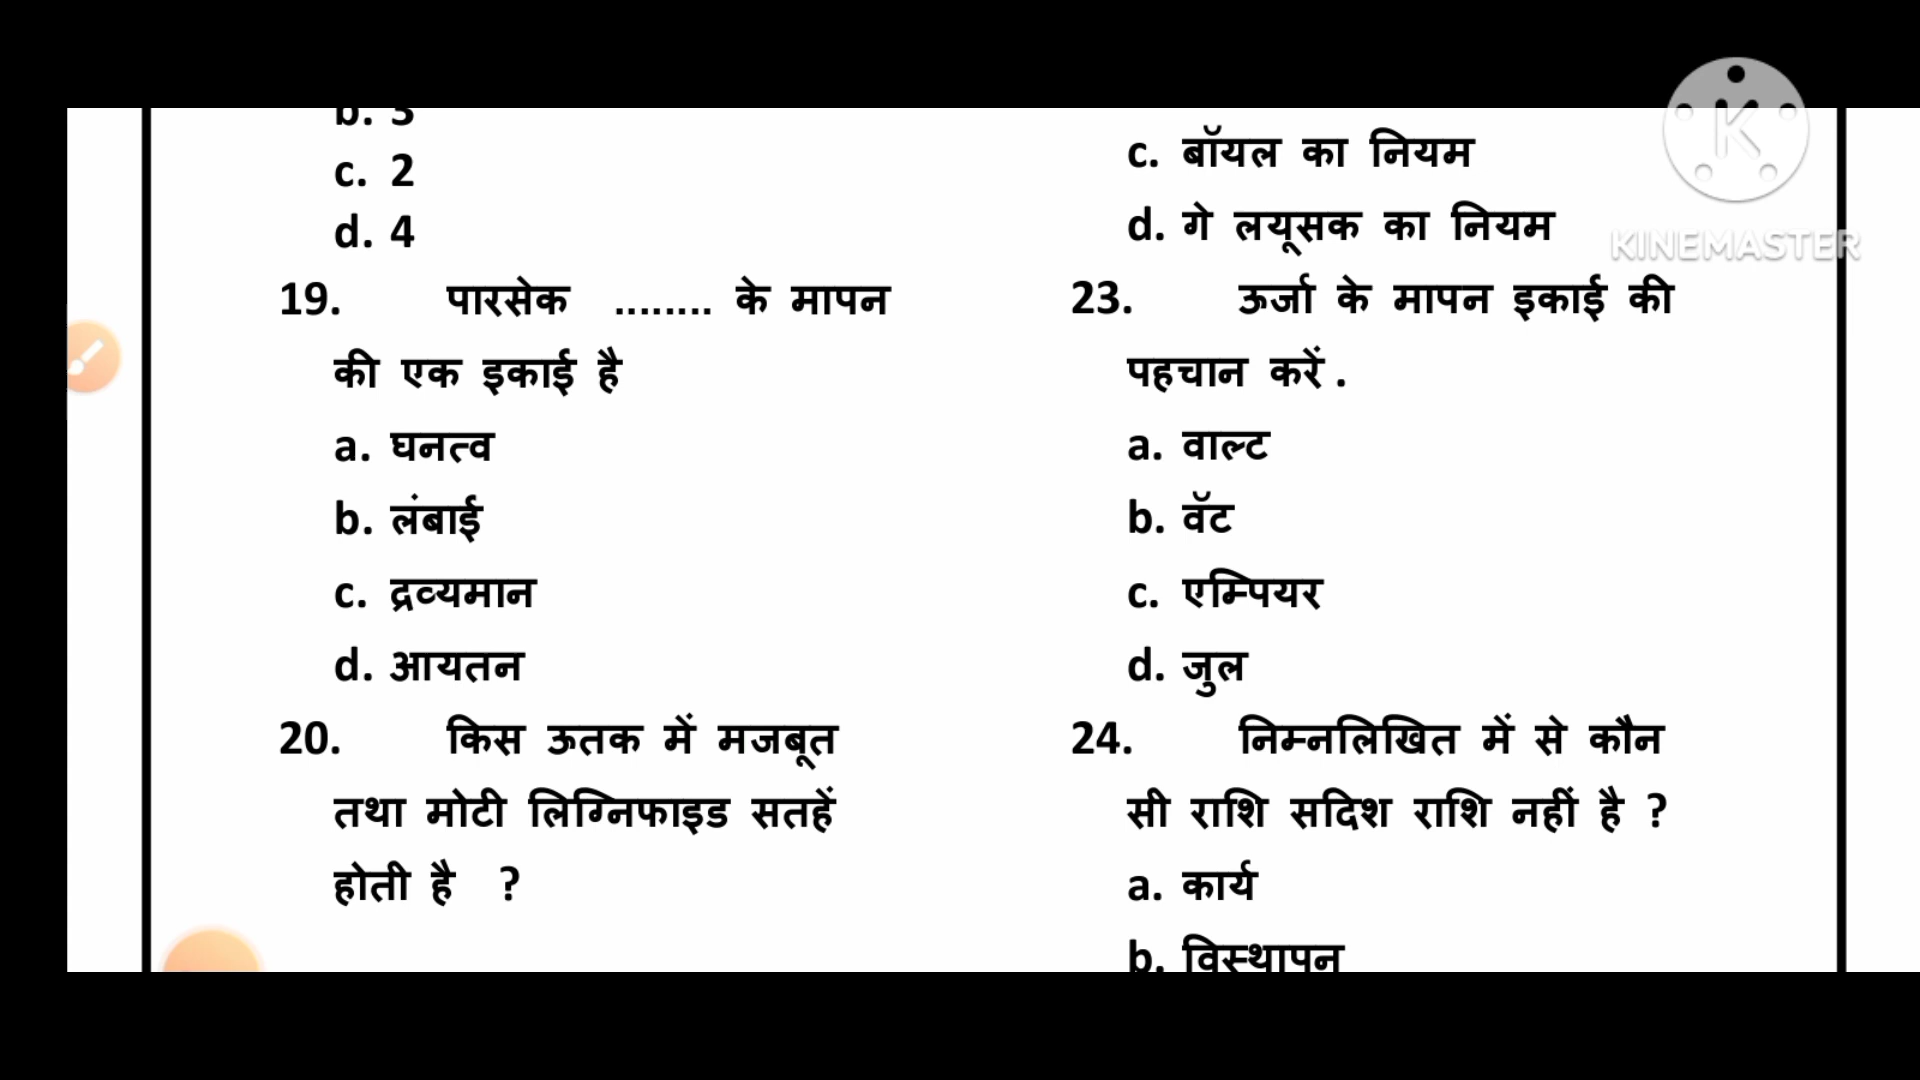 b. 3
c. 2
d. 4
19. पारसेक ........ के मापन
की एक इकाई है
a. घनत्व
b. लंबाई
c. द्रव्यमान
d. आयतन
20. किस ऊतक में मजबूत
तथा मोटी लिग्निफाइड सतहें
होती है ?
c. बॉयल का नियम
d. गे लयूसक का नियम
23. ऊर्जा के मापन इकाई की
पहचान करें .
a. वाल्ट
b. वॅट
c. एम्पियर
d. जुल
24. निम्नलिखित में से कौन
सी राशि सदिश राशि नहीं है ?
a. कार्य
b. विस्थापन
K
KINEMASTER